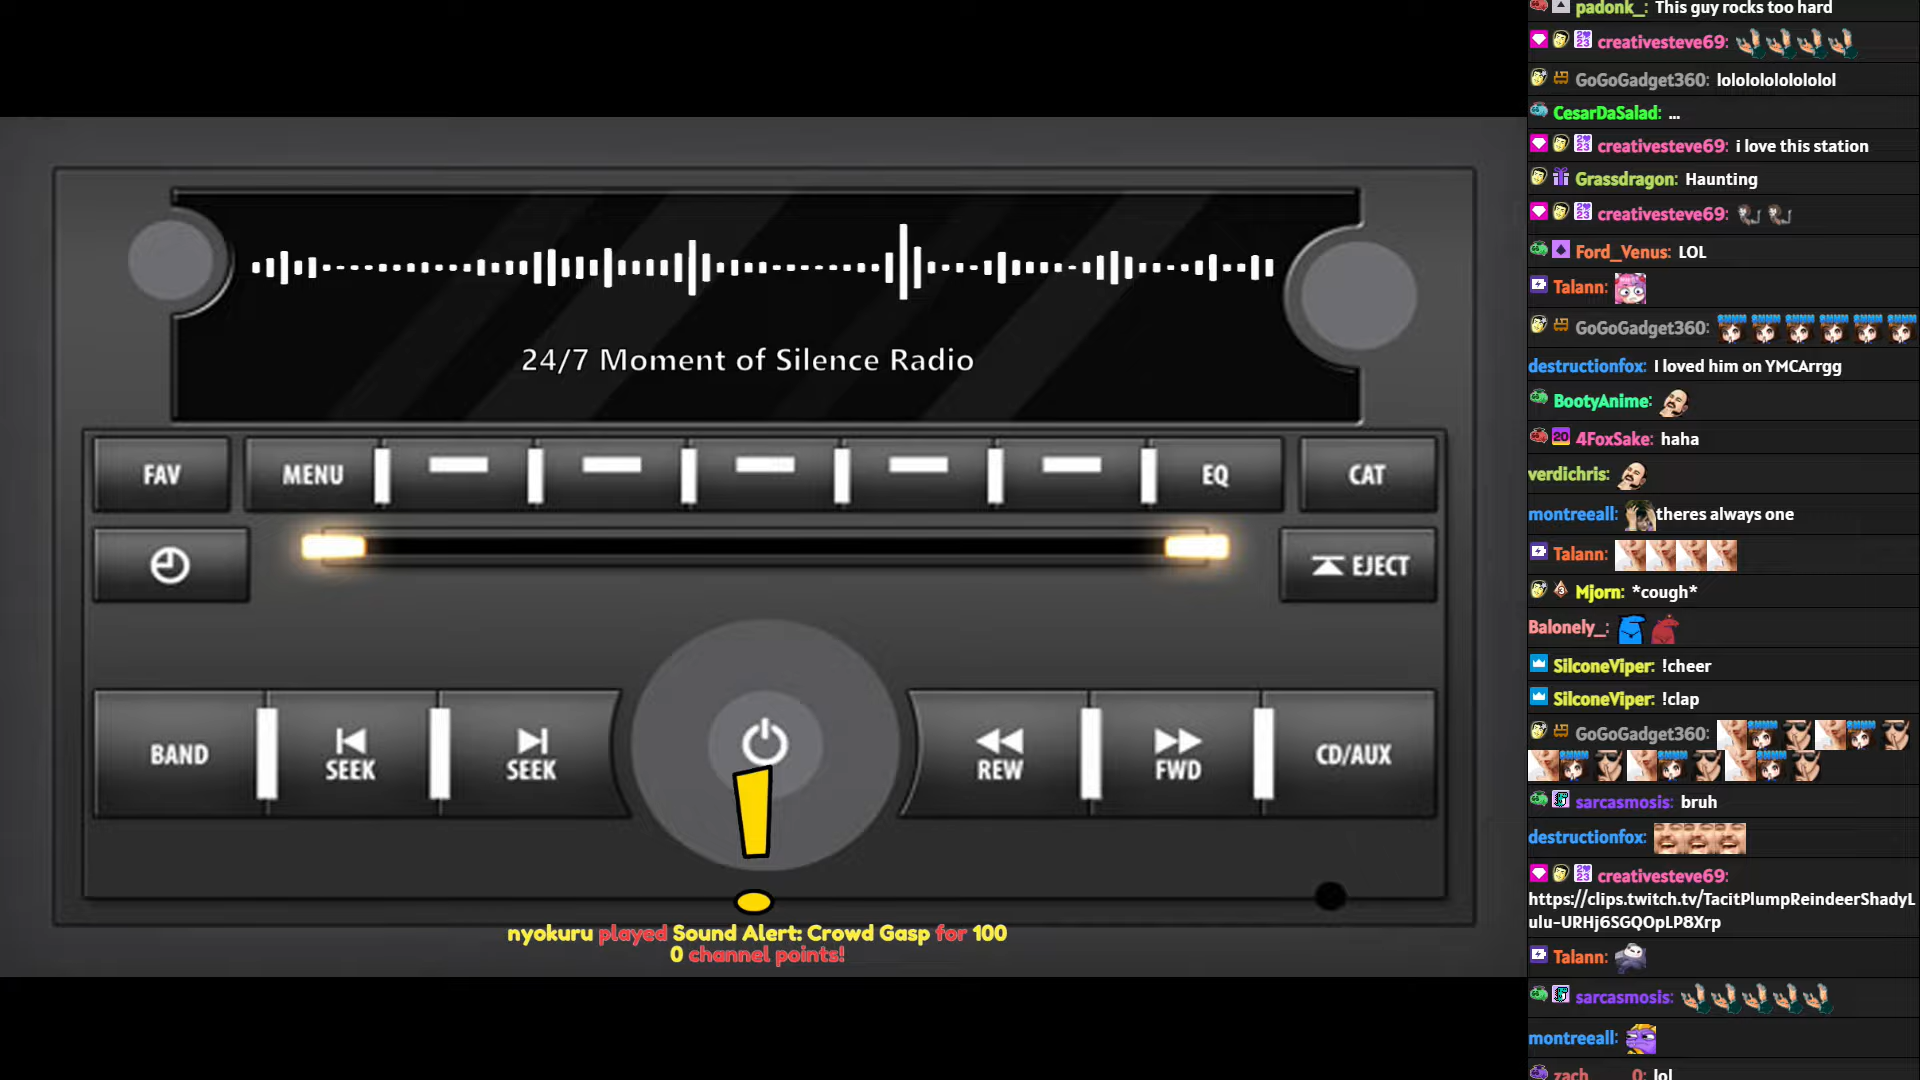 24/7 Moment of Silence Radio
FAV
MENU
EQ
CAT
EJECT
BAND
SEEK
SEEK
REW
FWD
CD/AUX
nyokuru played Sound Alert: Crowd Gasp for 100
0 channel points!
padonk_: This guy rocks too hard
creativesteve69:
GoGoGadget360: lolololololololol
CesarDaSalad: ...
creativesteve69: i love this station
Grassdragon: Haunting
creativesteve69:
Ford_Venus: LOL
Talann:
GoGoGadget360:
destructionfox: I loved him on YMCArrgg
BootyAnime:
4FoxSake: haha
verdichris:
montreeall: theres always one
Talann:
Mjorn: *cough*
Balonely_:
SilconeViper: !cheer
SilconeViper: !clap
GoGoGadget360:
sarcasmosis: bruh
destructionfox:
creativesteve69:
https://clips.twitch.tv/TacitPlumpReindeerShadyL
ulu-URHj6SGQOpLP8Xrp
Talann:
sarcasmosis:
montreeall:
zach____0: lol